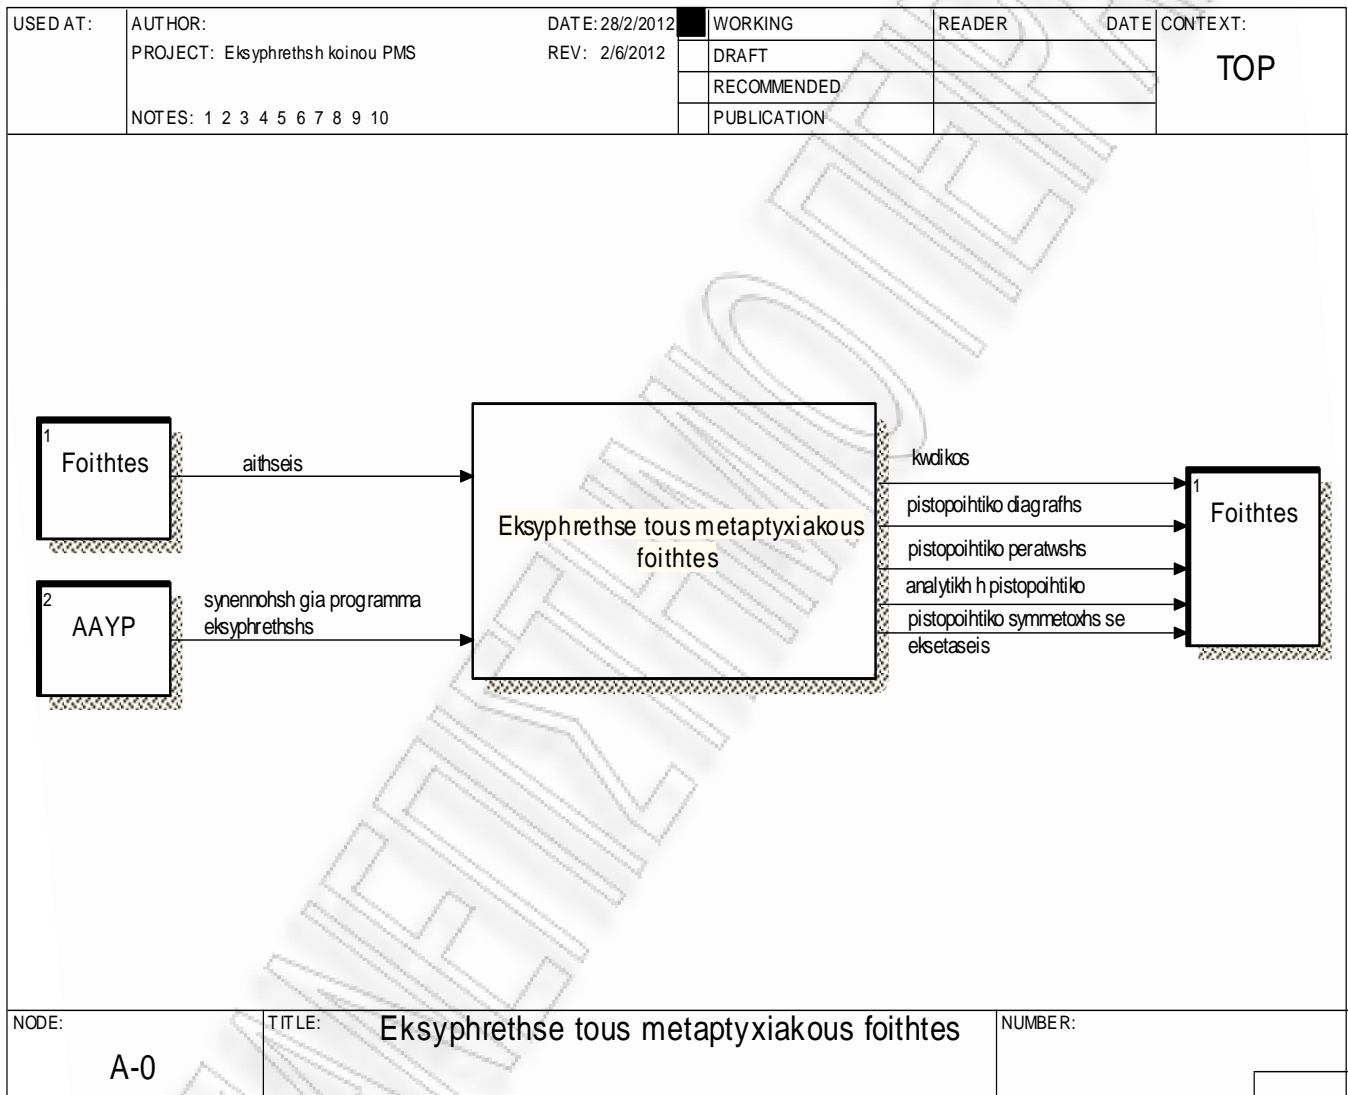 USED AT:
AUTHOR:
DATE: 28/2/2012
WORKING
READER
DATE
CONTEXT:
PROJECT: Eksyphrethsh koinou PMS
REV: 2/6/2012
DRAFT
TOP
RECOMMENDED
NOTES: 1 2 3 4 5 6 7 8 9 10
PUBLICATION
1
Foithtes
aithseis
2
AAYP
synennohsh gia programma
eksyphrethshs
Eksyphrethse tous metaptyxiakous
foithtes
kwdikos
pistopoihtiko diagrafhs
pistopoihtiko peratwshs
analytikh h pistopoihtiko
pistopoihtiko symmetoxhs se
eksetaseis
1
Foithtes
NODE:
A-0
TITLE:
Eksyphrethse tous metaptyxiakous foithtes
NUMBER: